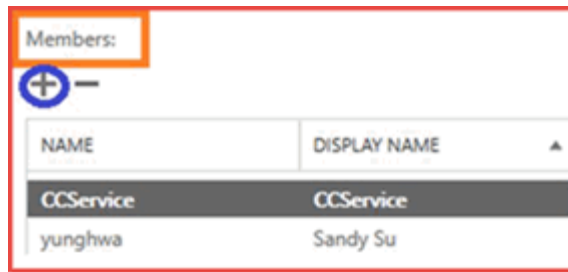 Members:
NAME DISPLAY NAME
CCService CCService
yunghwa Sandy Su